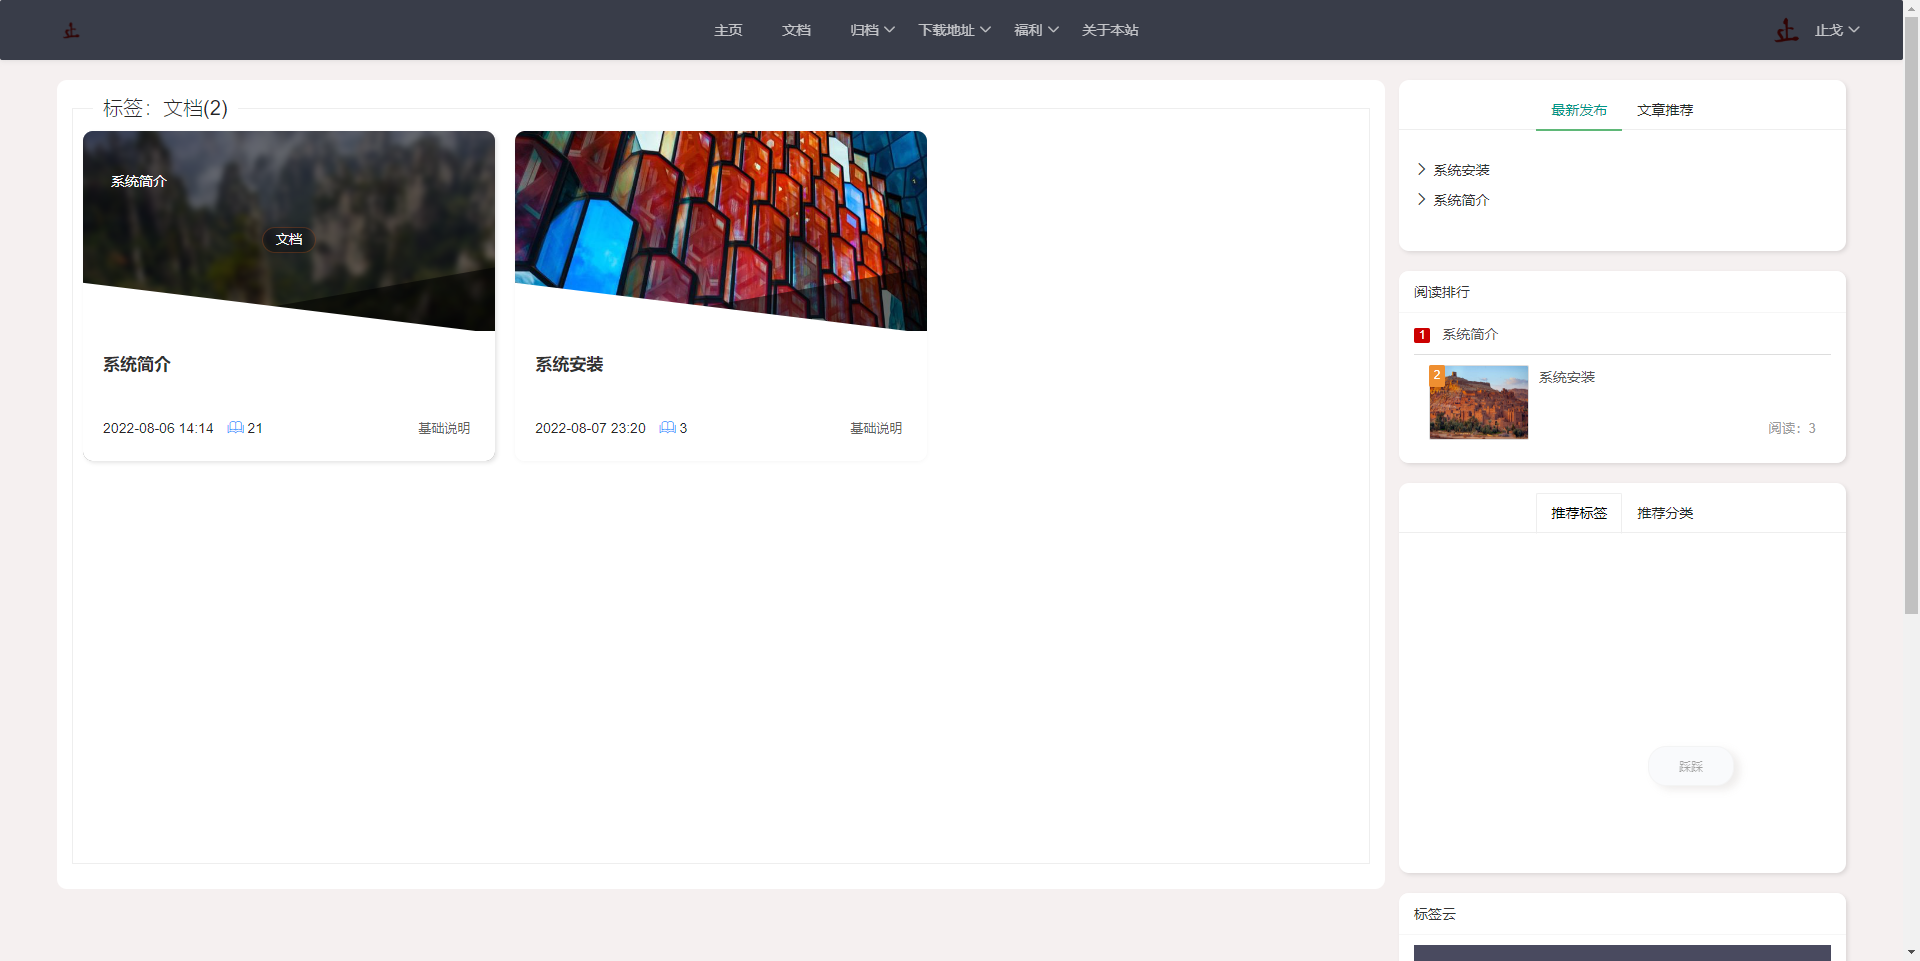 止
主页
文档
归档
下载地址
福利
关于本站
止
止戈
标签：文档(2)
系统简介
文档
系统简介
2022-08-06 14:14
21
基础说明
系统安装
2022-08-07 23:20
3
基础说明
最新发布
文章推荐
系统安装
系统简介
阅读排行
1 系统简介
2
系统安装
阅读：3
推荐标签
推荐分类
踩踩
标签云